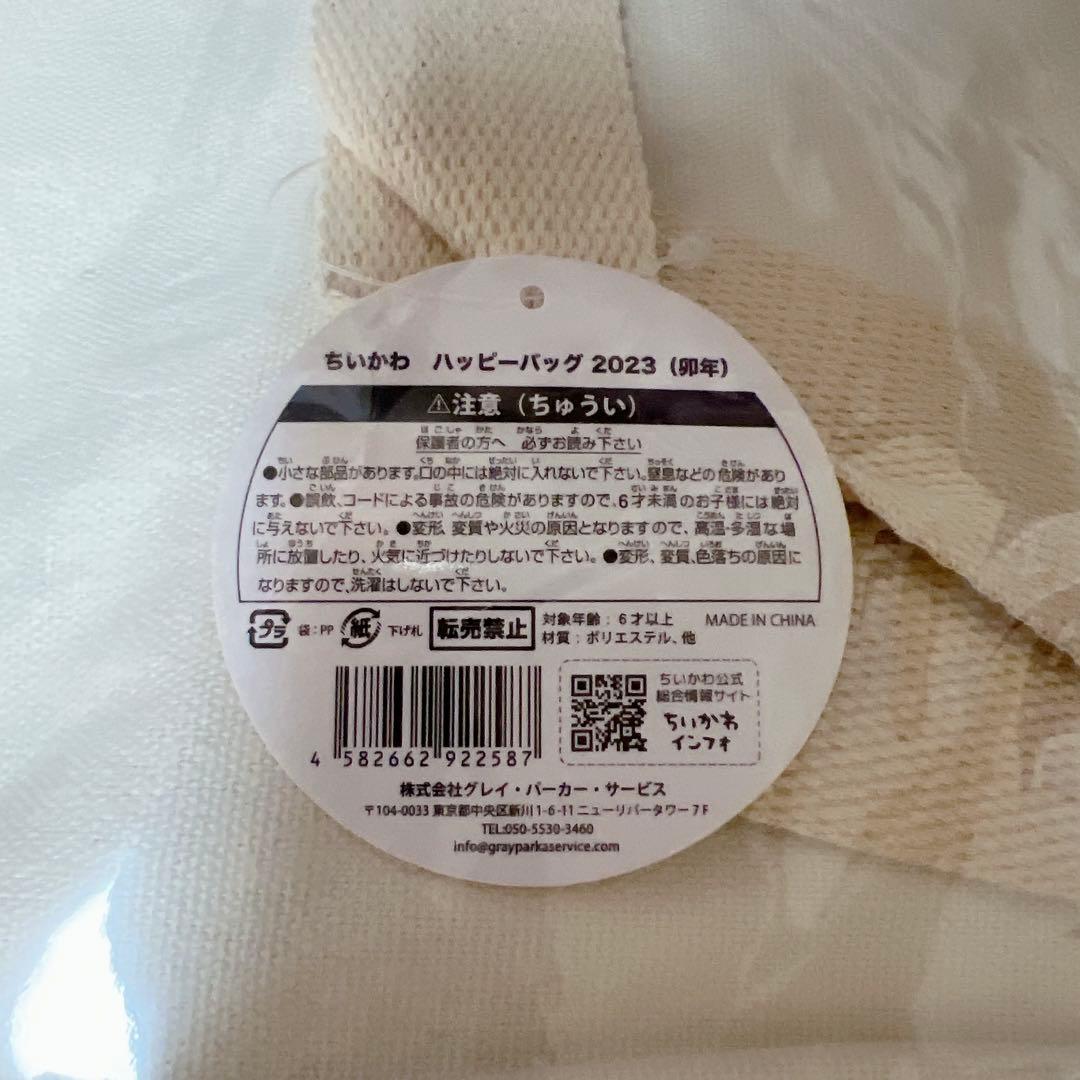 ちいかわ ハッピーバッグ 2023（卯年）
⚠注意（ちゅうい）
保護者の方へ 必ずお読み下さい
●小さな部品があります。口の中には絶対に入れないで下さい。窒息などの危険があり
ます。●誤飲、コードによる事故の危険がありますので、6才未満のお子様には絶対
に与えないで下さい。●変形、変質や火災の原因となりますので、高温・多湿な場
所に放置したり、火気に近づけたりしないで下さい。●変形、変質、色落ちの原因に
なりますので、洗濯はしないで下さい。
プラ 袋：PP 紙 下げ札 転売禁止 対象年齢：6才以上 MADE IN CHINA
材質：ポリエステル、他
4 582662 922587
ちいかわ公式
総合情報サイト
ちいかわ
インフォ
株式会社グレイ・パーカー・サービス
〒104-0033 東京都中央区新川1-6-11 ニューリバータワー7F
TEL:050-5530-3460
info@grayparkaservice.com